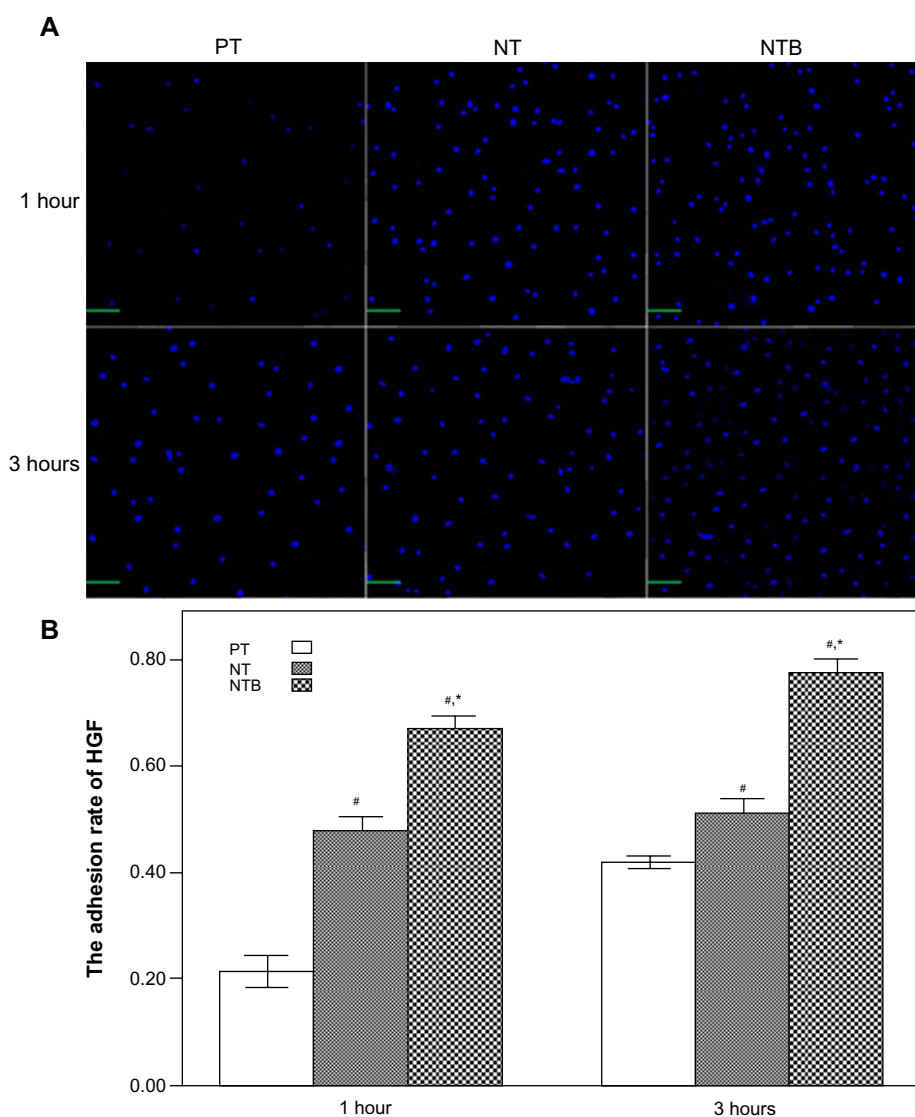 A
PT NT NTB
1 hour
3 hours
B
0.80
0.60
0.40
0.20
0.00
The adhesion rate of HGF
PT
NT
NTB
#
#,*
#
#,*
1 hour 3 hours